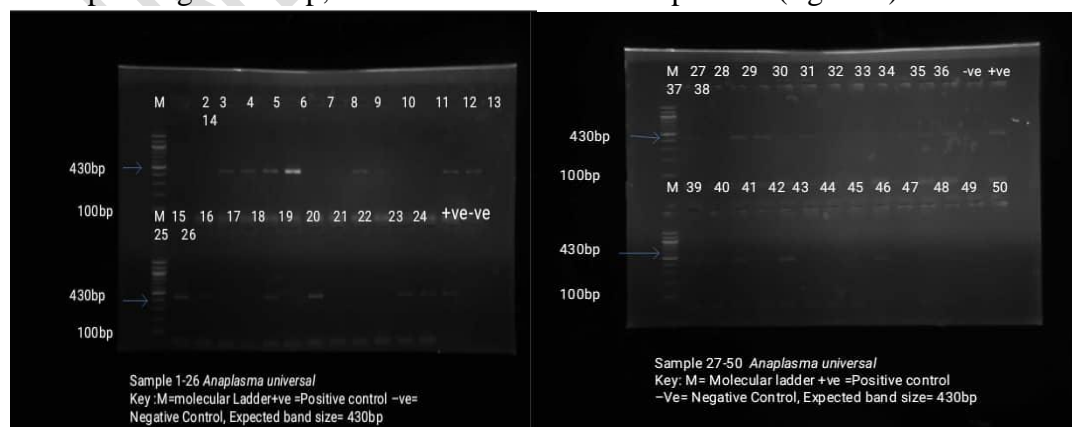 M 2 3 4 5 6 7 8 9 10 11 12 13
14
430bp
100bp
M 15 16 17 18 19 20 21 22 23 24 +ve-ve
25 26
430bp
100bp
Sample 1-26 Anaplasma universal
Key :M=molecular Ladder+ve =Positive control –ve=
Negative Control, Expected band size= 430bp
M 27 28 29 30 31 32 33 34 35 36 -ve +ve
37 38
430bp
100bp
M 39 40 41 42 43 44 45 46 47 48 49 50
430bp
100bp
Sample 27-50 Anaplasma universal
Key: M= Molecular ladder +ve =Positive control
–Ve= Negative Control, Expected band size= 430bp